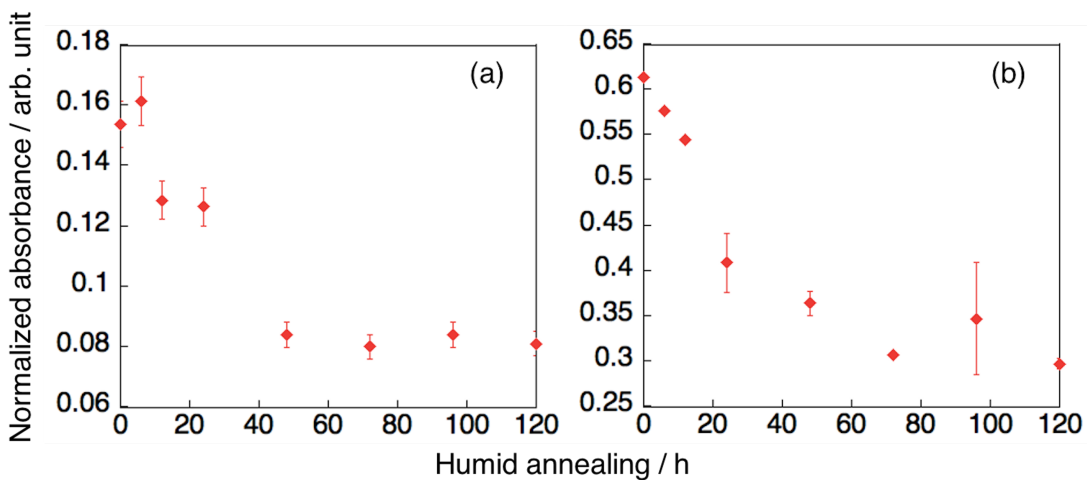 Normalized absorbance / arb. unit
(a)
0.18
0.16
0.14
0.12
0.1
0.08
0.06
0 20 40 60 80 100 120
(b)
0.65
0.6
0.55
0.5
0.45
0.4
0.35
0.3
0.25
0 20 40 60 80 100 120
Humid annealing / h